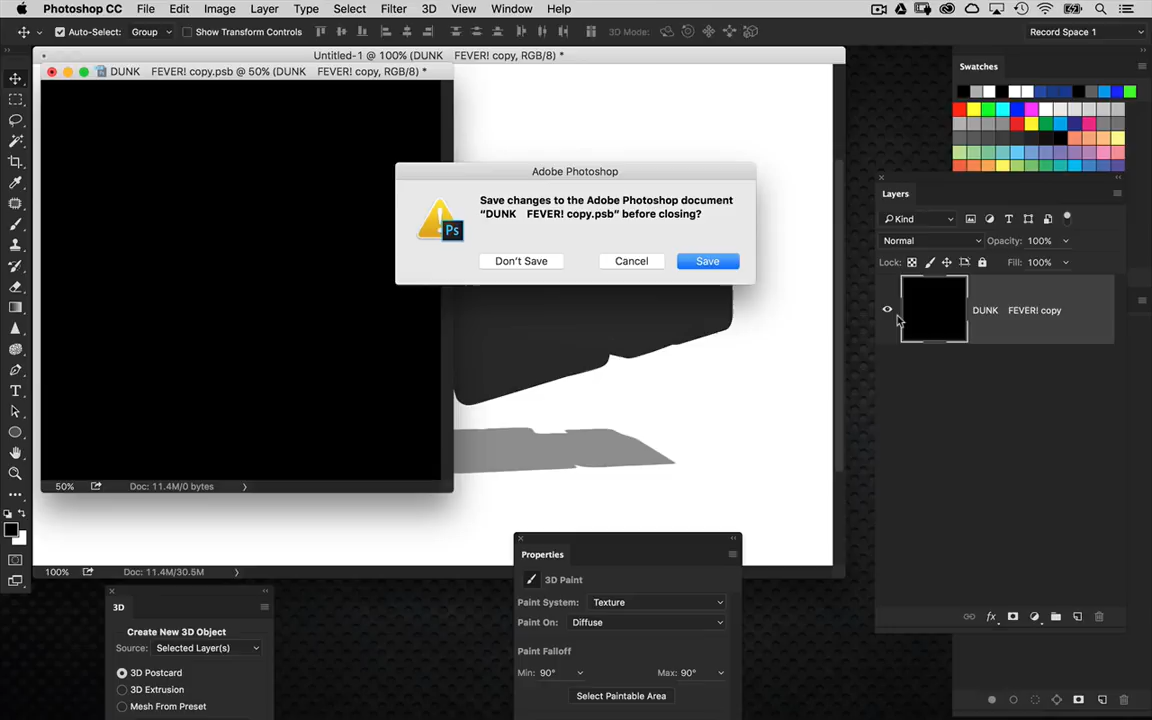 Photoshop CC File Edit Image Layer Type Select Filter 3D View Window Help
Auto-Select: Group Show Transform Controls 3D Mode: Record Space 1
Untitled-1 @ 100% (DUNK FEVER! copy, RGB/8) *
DUNK FEVER! copy.psb @ 50% (DUNK FEVER! copy, RGB/8) *
Swatches
Adobe Photoshop
Save changes to the Adobe Photoshop document
“DUNK FEVER! copy.psb” before closing?
Ps
Don't Save Cancel Save
Layers
Kind
Normal Opacity: 100%
Lock: Fill: 100%
DUNK FEVER! copy
50% Doc: 11.4M/0 bytes
100% Doc: 11.4M/30.5M
Properties
3D Paint
Paint System: Texture
Paint On: Diffuse
Paint Falloff
Min: 90° Max: 90°
Select Paintable Area
3D
Create New 3D Object
Source: Selected Layer(s)
3D Postcard
3D Extrusion
Mesh From Preset